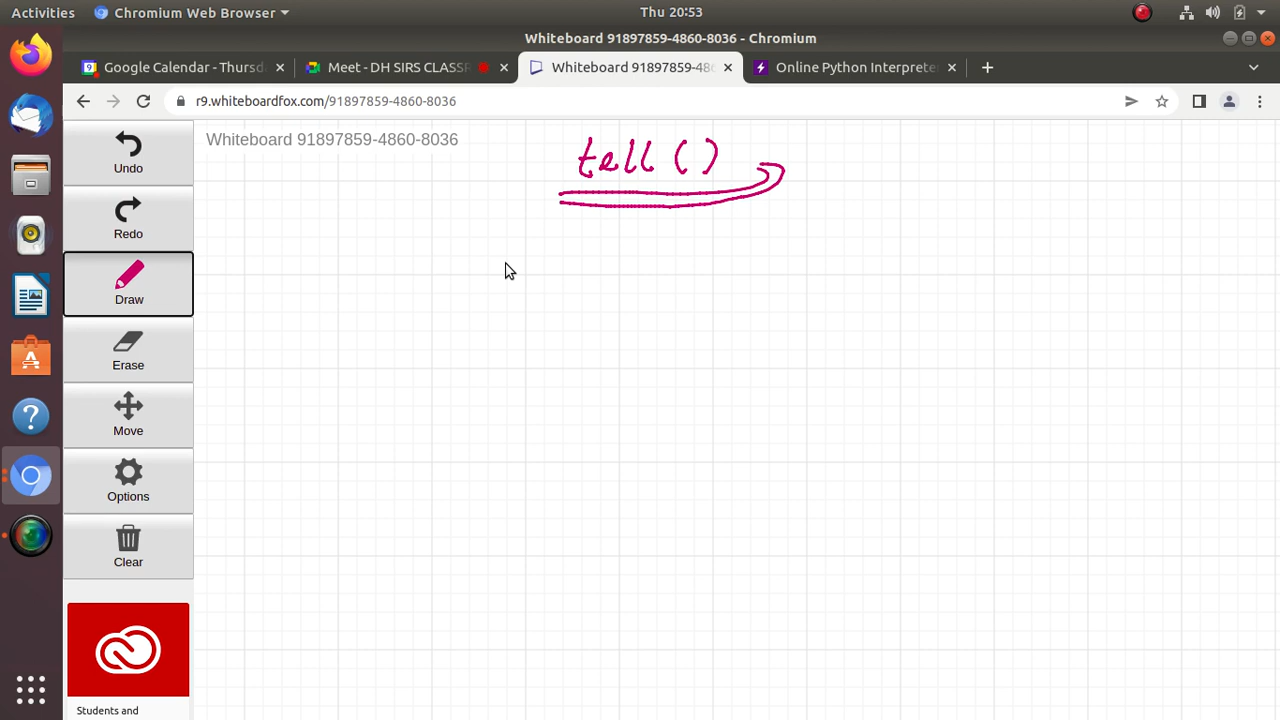 Activities Chromium Web Browser Thu 20:53
Whiteboard 91897859-4860-8036 - Chromium
Google Calendar - Thursd Meet - DH SIRS CLASSR Whiteboard 91897859-48 Online Python Interprete
r9.whiteboardfox.com/91897859-4860-8036
Whiteboard 91897859-4860-8036
tell ()
Undo
Redo
Draw
Erase
Move
Options
Clear
Students and